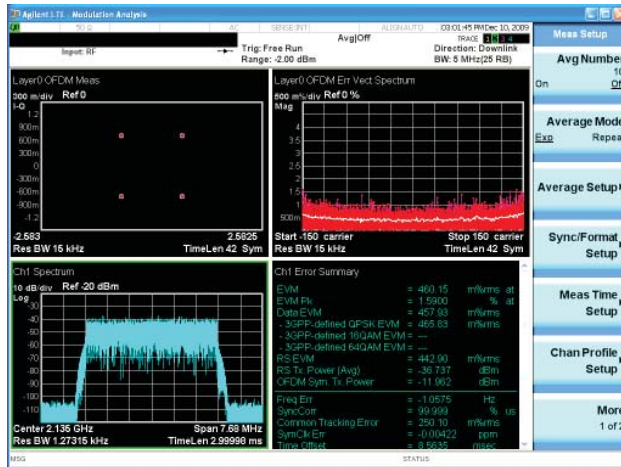 Agilent LTE - Modulation Analysis
50 Ω AC SENSE:INT ALIGN AUTO 03:01:45 PM Dec 10, 2009
Avg|Off TRACE 1 2 3 4
Input: RF Trig: Free Run Direction: Downlink
Range: -2.00 dBm BW: 5 MHz(25 RB)
Layer0 OFDM Meas
300 m/div Ref 0
I-Q
1.2
900m
600m
300m
0
-300m
-600m
-900m
-1.2
-2.583 2.5825
Res BW 15 kHz TimeLen 42 Sym
Layer0 OFDM Err Vect Spectrum
500 m%/div Ref 0 %
Mag
4
3.5
3
2.5
2
1.5
1
500m
Start -150 carrier Stop 150 carrier
Res BW 15 kHz TimeLen 42 Sym
Ch1 Spectrum
10 dB/div Ref -20 dBm
Log
-30
-40
-50
-60
-70
-80
-90
-100
-110
Center 2.135 GHz Span 7.68 MHz
Res BW 1.27315 kHz TimeLen 2.99998 ms
Ch1 Error Summary
EVM = 460.15 m%rms at
EVM Pk = 1.5900 % at
Data EVM = 457.93 m%rms
- 3GPP-defined QPSK EVM = 465.83 m%rms
- 3GPP-defined 16QAM EVM = ---
- 3GPP-defined 64QAM EVM = ---
RS EVM = 442.90 m%rms
RS Tx. Power (Avg) = -36.737 dBm
OFDM Sym. Tx. Power = -11.962 dBm
Freq Err = -1.0575 Hz
SyncCorr = 99.999 % us
Common Tracking Error = 250.10 m%rms
SymClk Err = -0.00422 ppm
Time Offset = 8.5635 msec
Meas Setup
Avg Number
10
On Of
Average Mode
Exp Repea
Average Setup
Sync/Format
Setup
Meas Time
Setup
Chan Profile
Setup
More
1 of 2
MSG STATUS